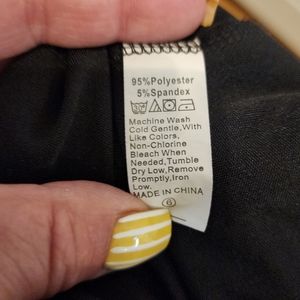 95%Polyester
5%Spandex
Machine Wash
Cold Gentle.With
Like Colors,
Non-Chlorine
Bleach When
Needed,Tumble
Dry Low,Remove
Promptly,Iron
Low.
MADE IN CHINA
6